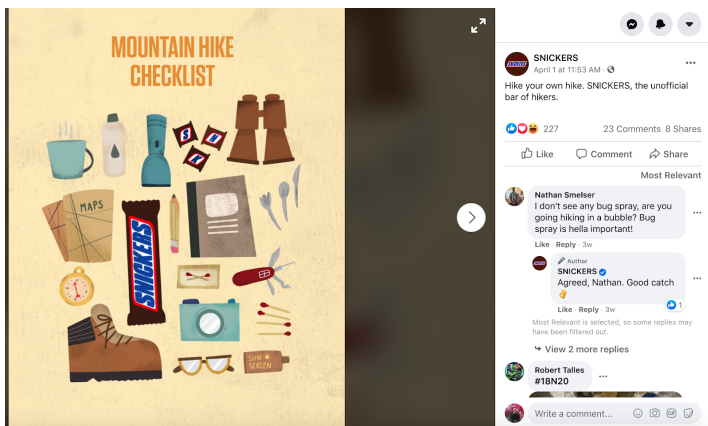 MOUNTAIN HIKE
CHECKLIST
S
N
K
MAPS
SNICKERS
SUN
SCREEN
SNICKERS
SNICKERS
April 1 at 11:53 AM ·
Hike your own hike. SNICKERS, the unofficial
bar of hikers.
227
23 Comments 8 Shares
Like
Comment
Share
Most Relevant
Nathan Smelser
I don't see any bug spray, are you
going hiking in a bubble? Bug
spray is hella important!
Like · Reply · 3w
Author
SNICKERS
Agreed, Nathan. Good catch
👌
1
Like · Reply · 3w
Most Relevant is selected, so some replies may
have been filtered out.
View 2 more replies
Robert Talles
#18N20
Write a comment...
GIF